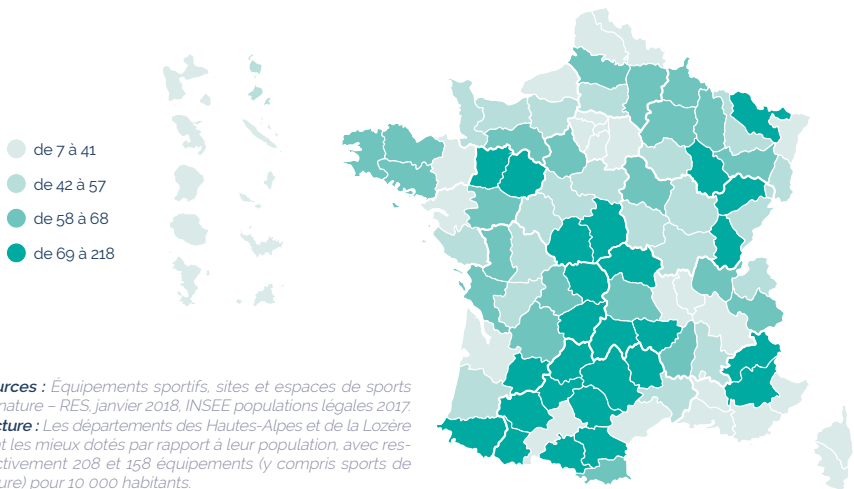 de 7 à 41
de 42 à 57
de 58 à 68
de 69 à 218
urces : Équipements sportifs, sites et espaces de sports
nature – RES, janvier 2018, INSEE populations légales 2017.
cture : Les départements des Hautes-Alpes et de la Lozère
t les mieux dotés par rapport à leur population, avec res-
ctivement 208 et 158 équipements (y compris sports de
ure) pour 10 000 habitants.